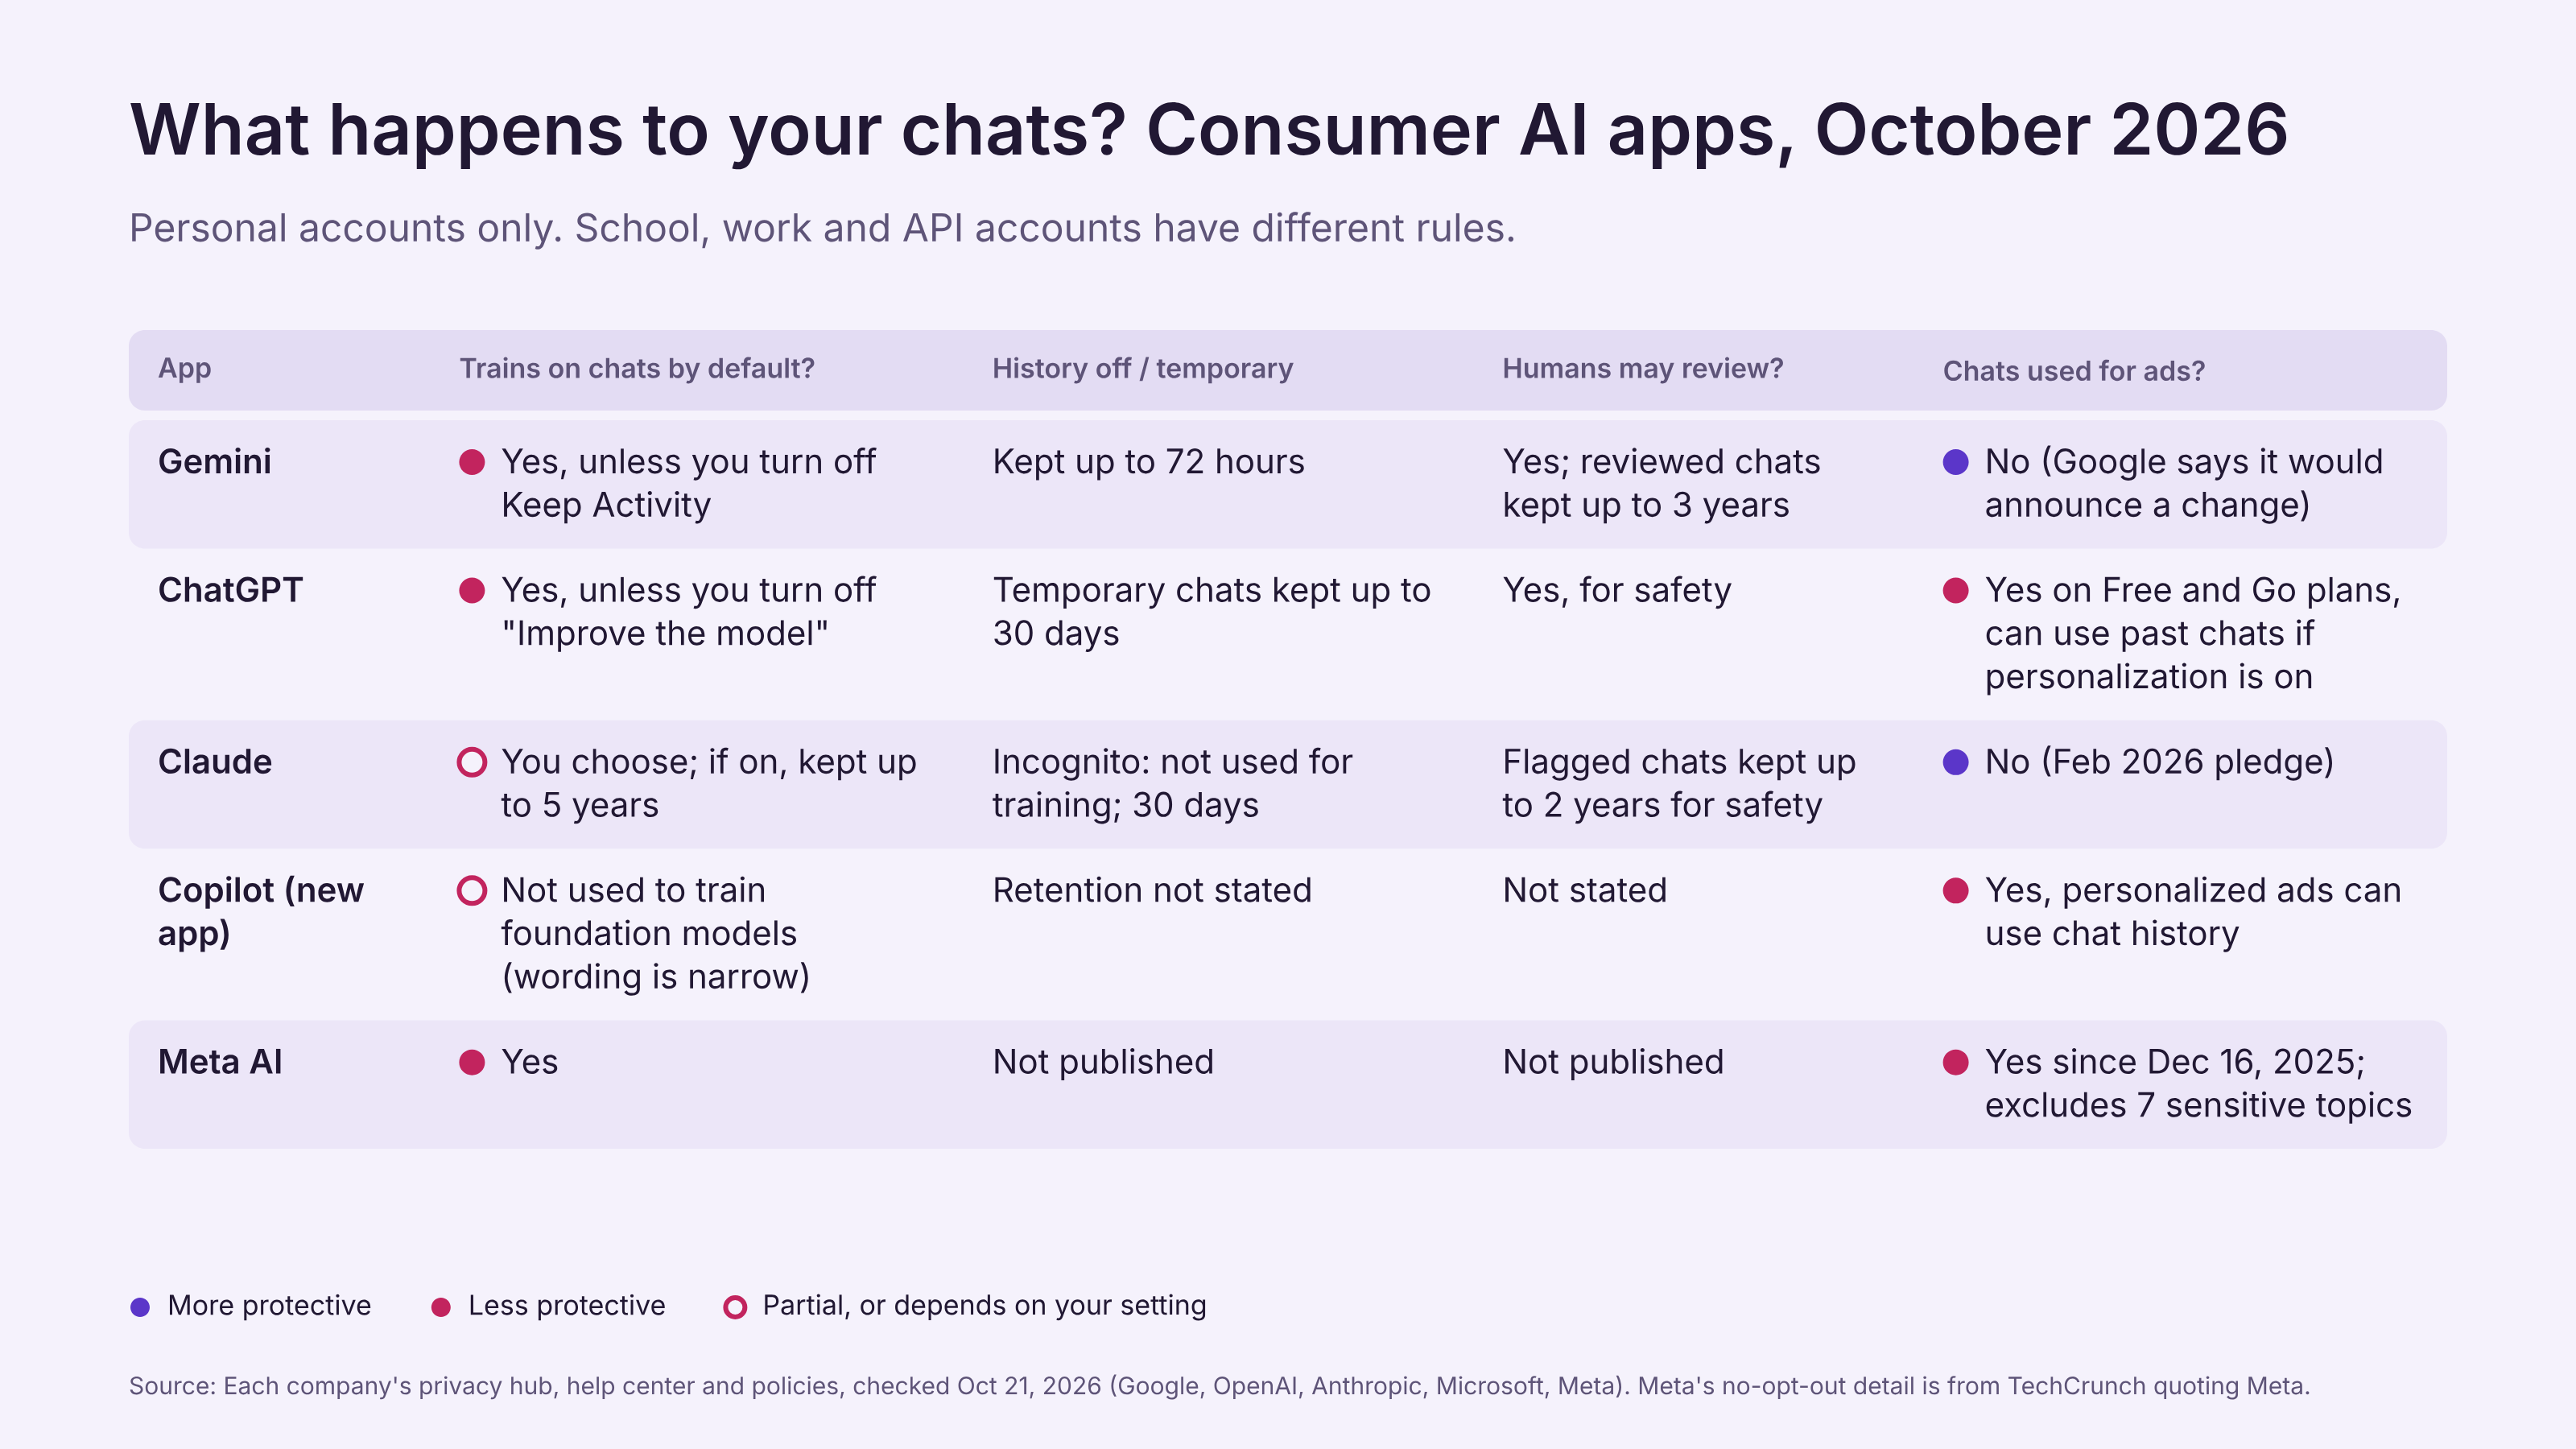 What happens to your chats? Consumer AI apps, October 2026
Personal accounts only. School, work and API accounts have different rules.
App
Trains on chats by default?
History off / temporary
Humans may review?
Chats used for ads?
Gemini
Yes, unless you turn off
Keep Activity
Kept up to 72 hours
Yes; reviewed chats
kept up to 3 years
No (Google says it would
announce a change)
ChatGPT
Yes, unless you turn off
"Improve the model"
Temporary chats kept up to
30 days
Yes, for safety
Yes on Free and Go plans,
can use past chats if
personalization is on
Claude
You choose; if on, kept up
to 5 years
Incognito: not used for
training; 30 days
Flagged chats kept up
to 2 years for safety
No (Feb 2026 pledge)
Copilot (new
app)
Not used to train
foundation models
(wording is narrow)
Retention not stated
Not stated
Yes, personalized ads can
use chat history
Meta AI
Yes
Not published
Not published
Yes since Dec 16, 2025;
excludes 7 sensitive topics
More protective
Less protective
Partial, or depends on your setting
Source: Each company's privacy hub, help center and policies, checked Oct 21, 2026 (Google, OpenAI, Anthropic, Microsoft, Meta). Meta's no-opt-out detail is from TechCrunch quoting Meta.